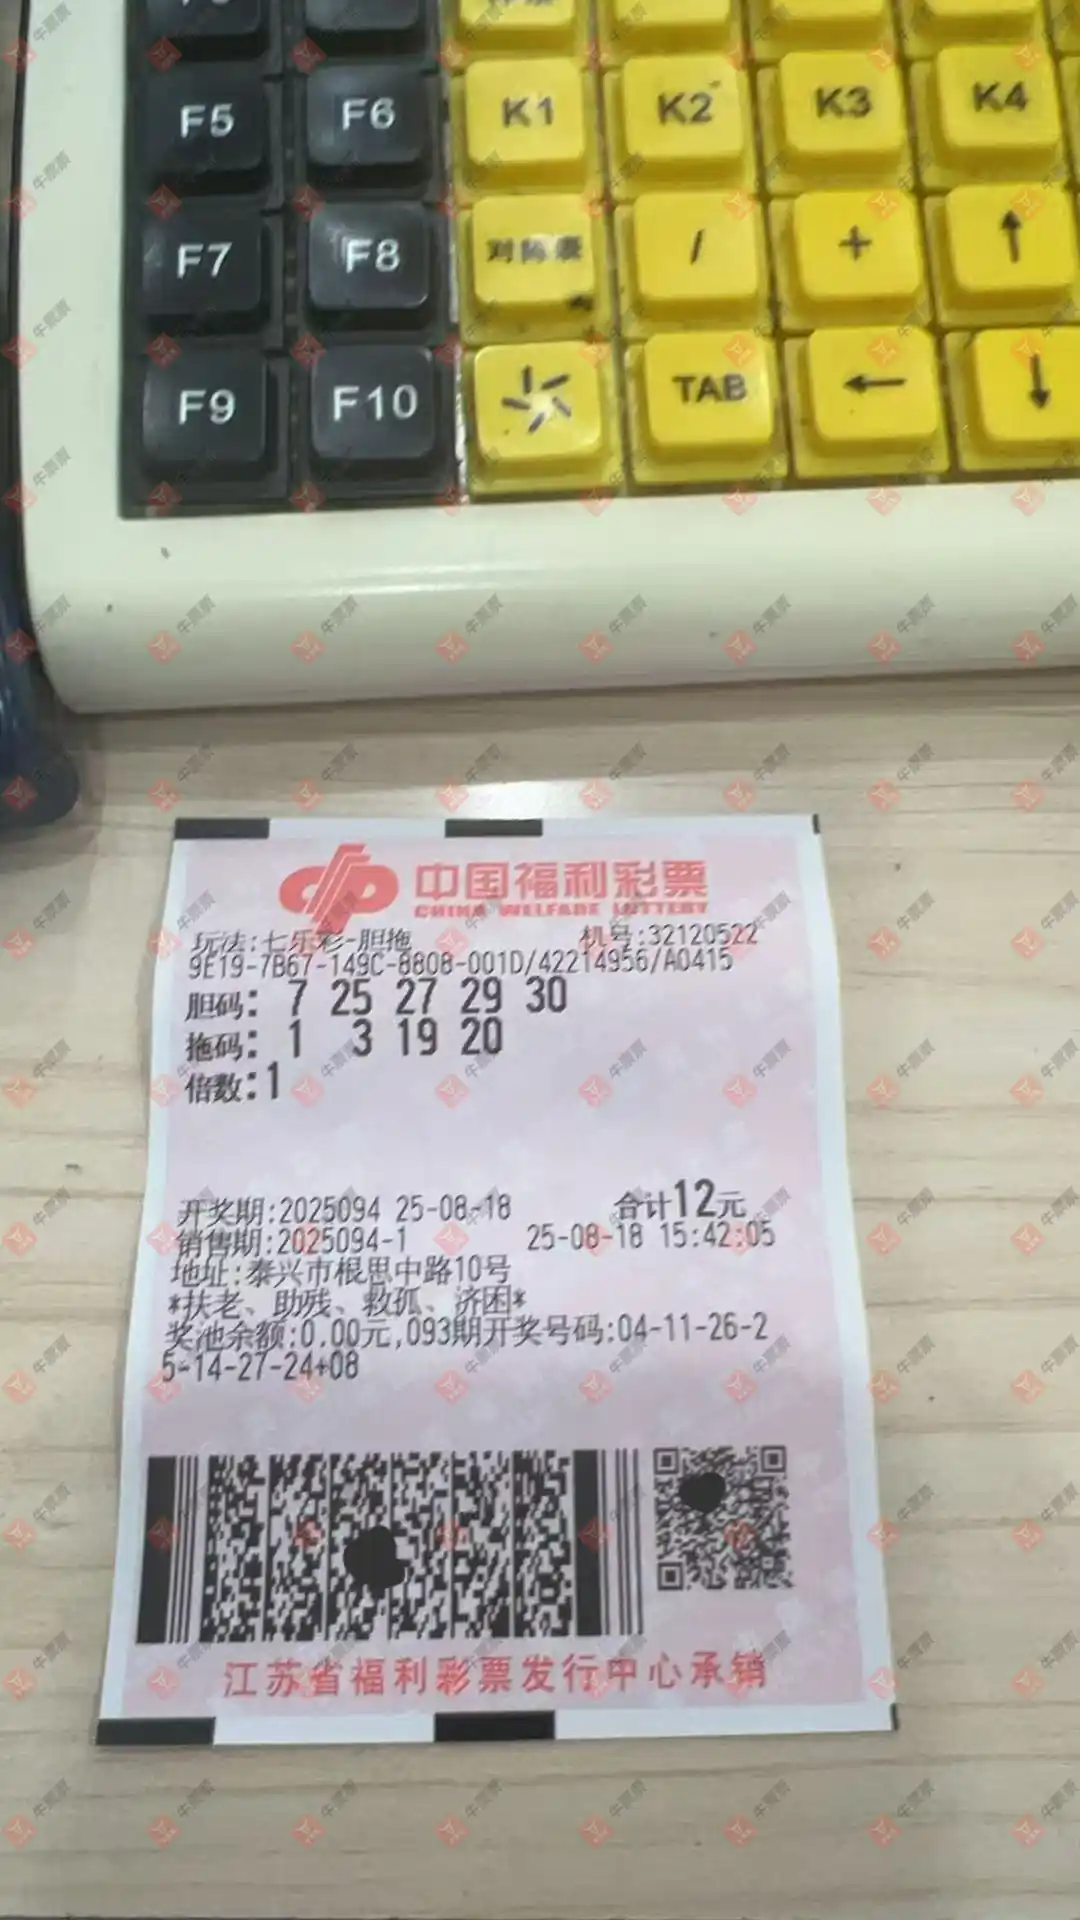 F5 F6 K1 K2 K3 K4
F7 F8 对阵表 / + ↑
F9 F10 TAB ← ↓
中国福利彩票
CHINA WELFARE LOTTERY
玩法:七乐彩-胆拖 机号:32120522
9E19-7B67-149C-8808-001D/42214956/A0415
胆码: 7 25 27 29 30
拖码: 1 3 19 20
倍数:1
开奖期:2025094 25-08-18 合计12元
销售期:2025094-1 25-08-18 15:42:05
地址:泰兴市根思中路10号
*扶老、助残、救孤、济困*
奖池余额:0.00元,093期开奖号码:04-11-26-2
5-14-27-24+08
江苏省福利彩票发行中心承销
牛票票